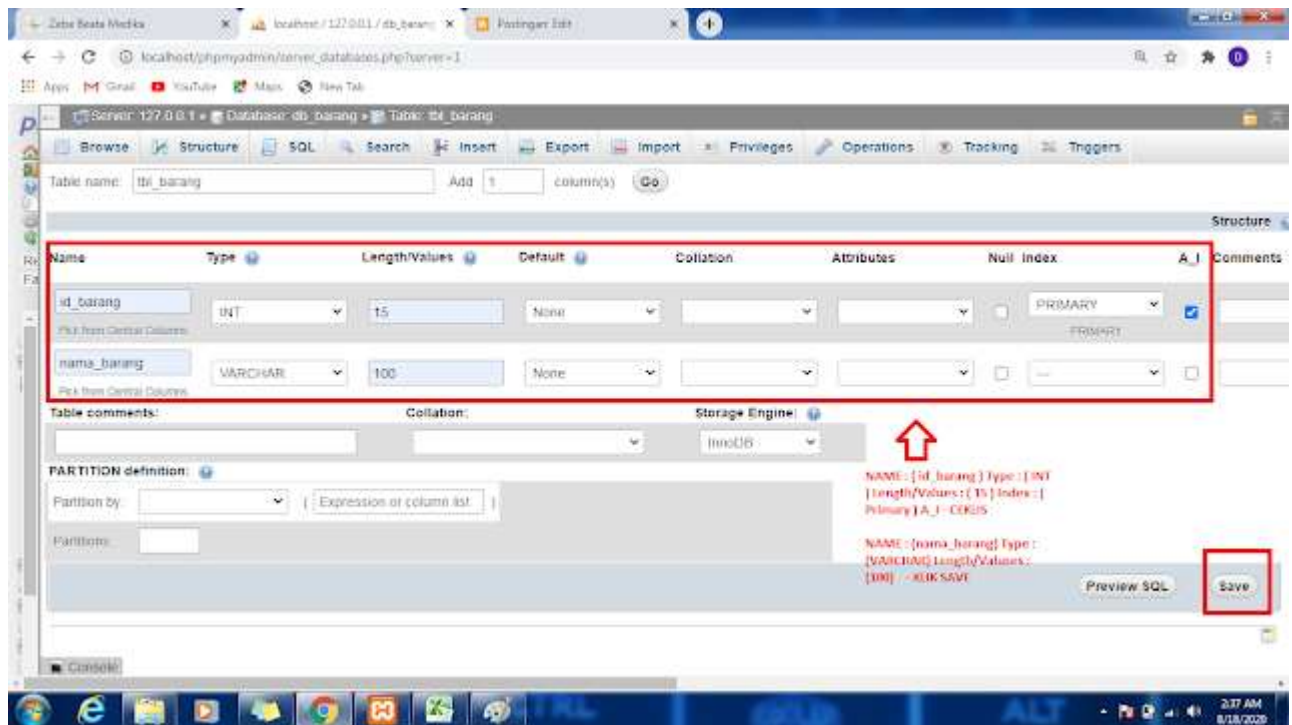 Zeba Beata Medika
localhost / 127.0.0.1 / db_barang
Postingan: Edit
localhost/phpmyadmin/server_databases.php?server=1
D
Apps Gmail YouTube Maps New Tab
Server: 127.0.0.1 » Database: db_barang » Table: tbl_barang
Browse Structure SQL Search Insert Export Import Privileges Operations Tracking Triggers
Table name: tbl_barang Add 1 column(s) Go
Structure
Name Type Length/Values Default Collation Attributes Null Index A_I Comments
id_barang INT 15 None PRIMARY
Pick from Central Columns PRIMARY
nama_barang VARCHAR 100 None ---
Pick from Central Columns
Table comments: Collation: Storage Engine:
InnoDB
PARTITION definition:
Partition by: ( Expression or column list )
Partitions:
NAME : ( id_barang ) Type : ( INT
) Length/Values : ( 15 ) Index : (
Primary ) A_I - CEKLIS
NAME : (nama_barang) Type :
(VARCHAR) Length/Values :
(100) - KLIK SAVE
Preview SQL Save
Console
TRL ALT
2:37 AM